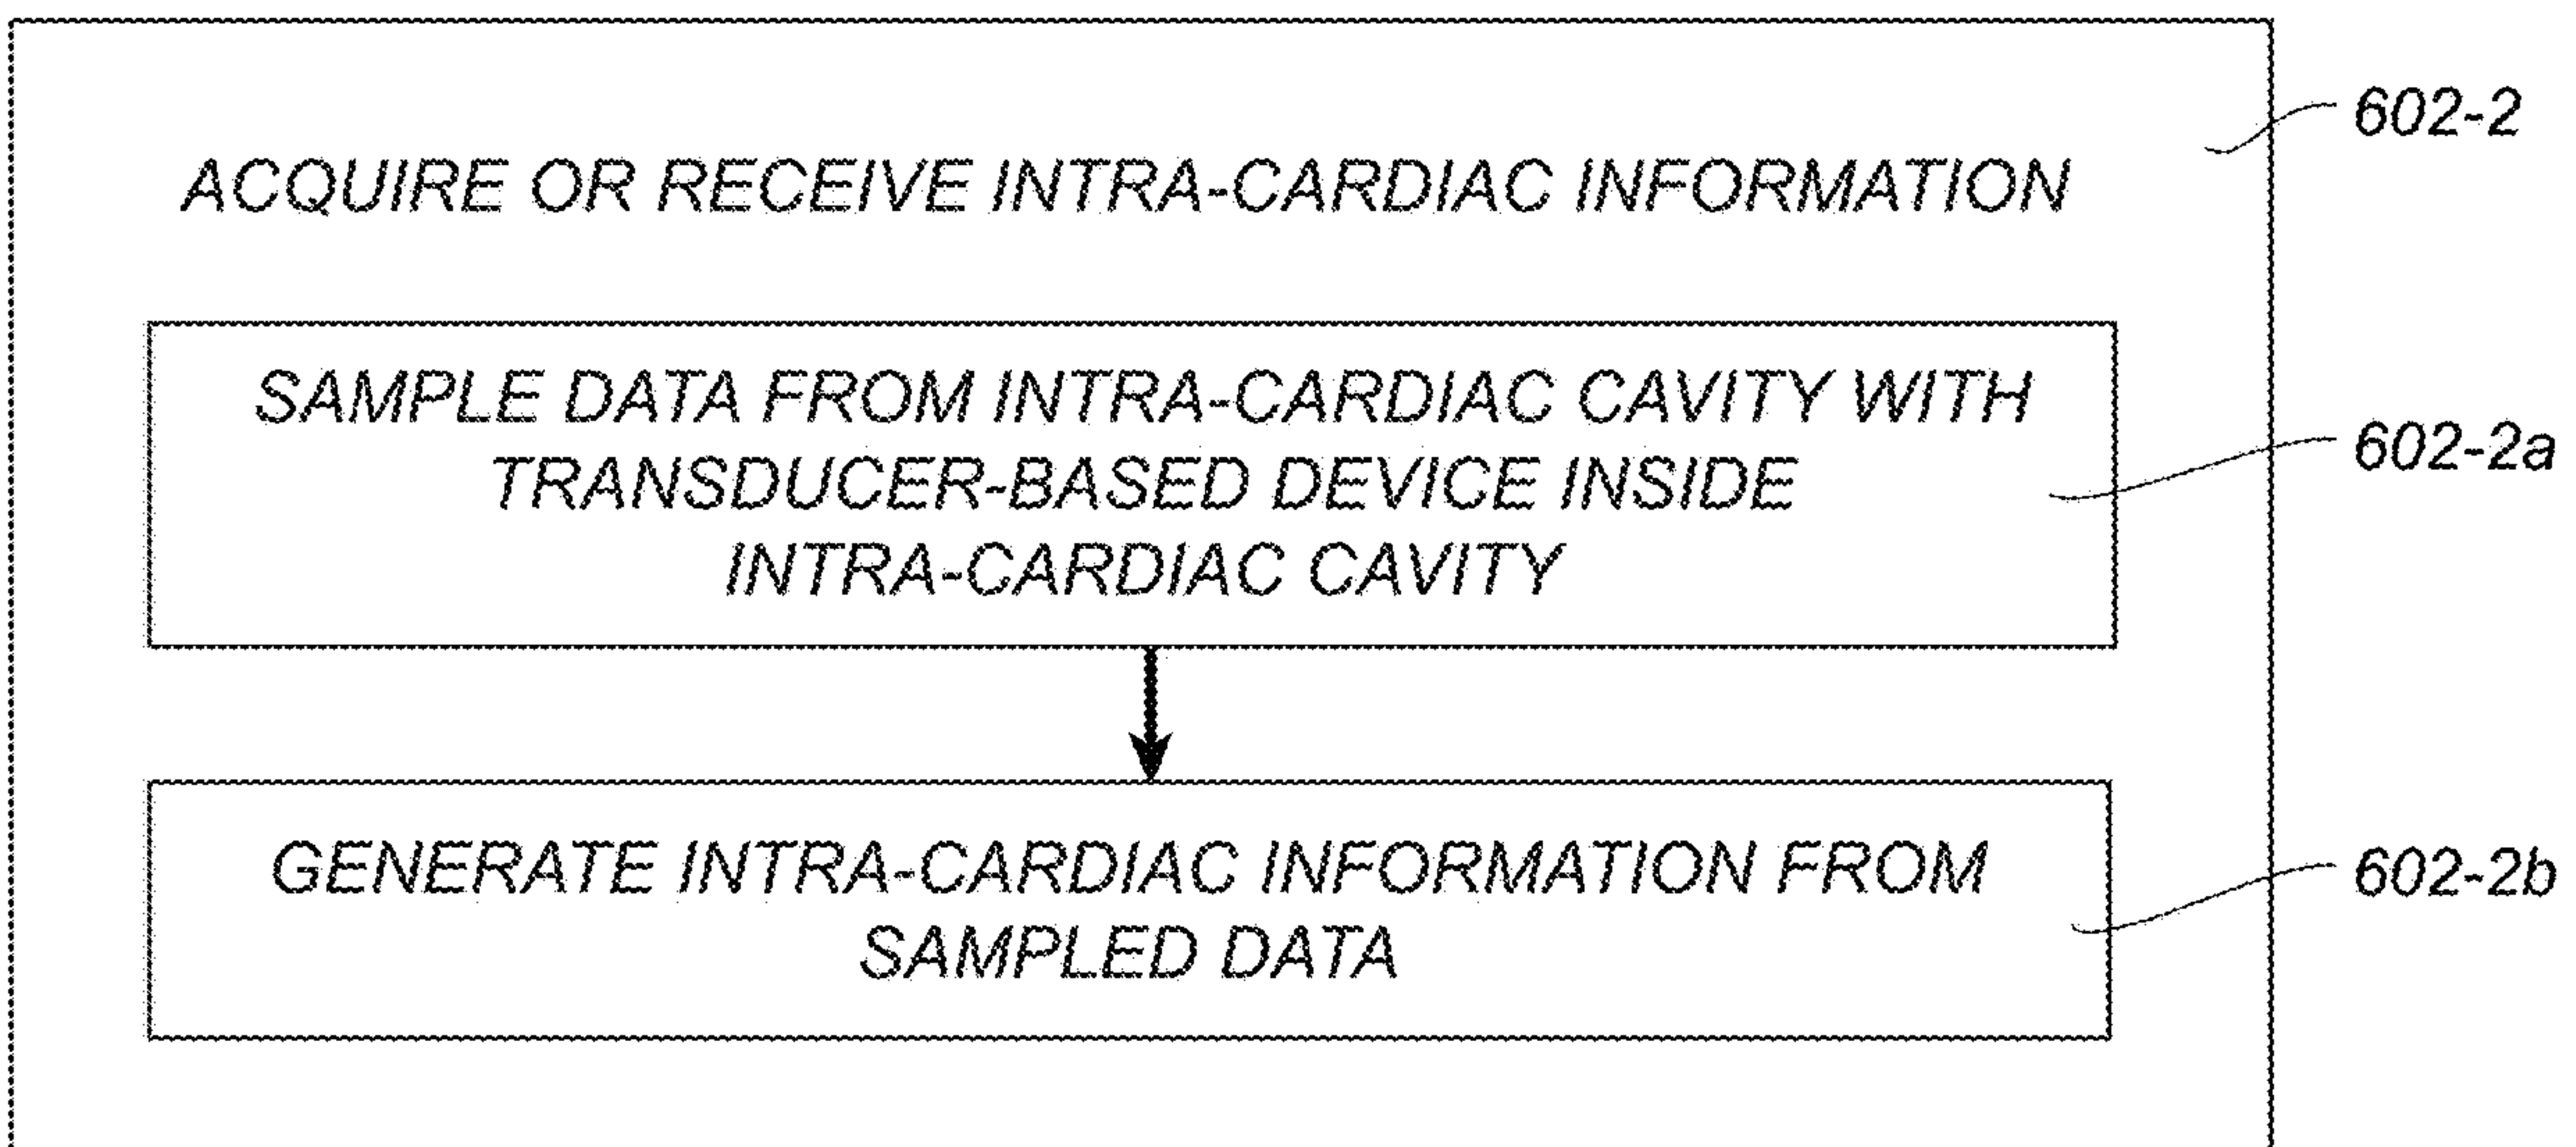 602-2
ACQUIRE OR RECEIVE INTRA-CARDIAC INFORMATION
SAMPLE DATA FROM INTRA-CARDIAC CAVITY WITH
TRANSDUCER-BASED DEVICE INSIDE
INTRA-CARDIAC CAVITY
602-2a
GENERATE INTRA-CARDIAC INFORMATION FROM
SAMPLED DATA
602-2b